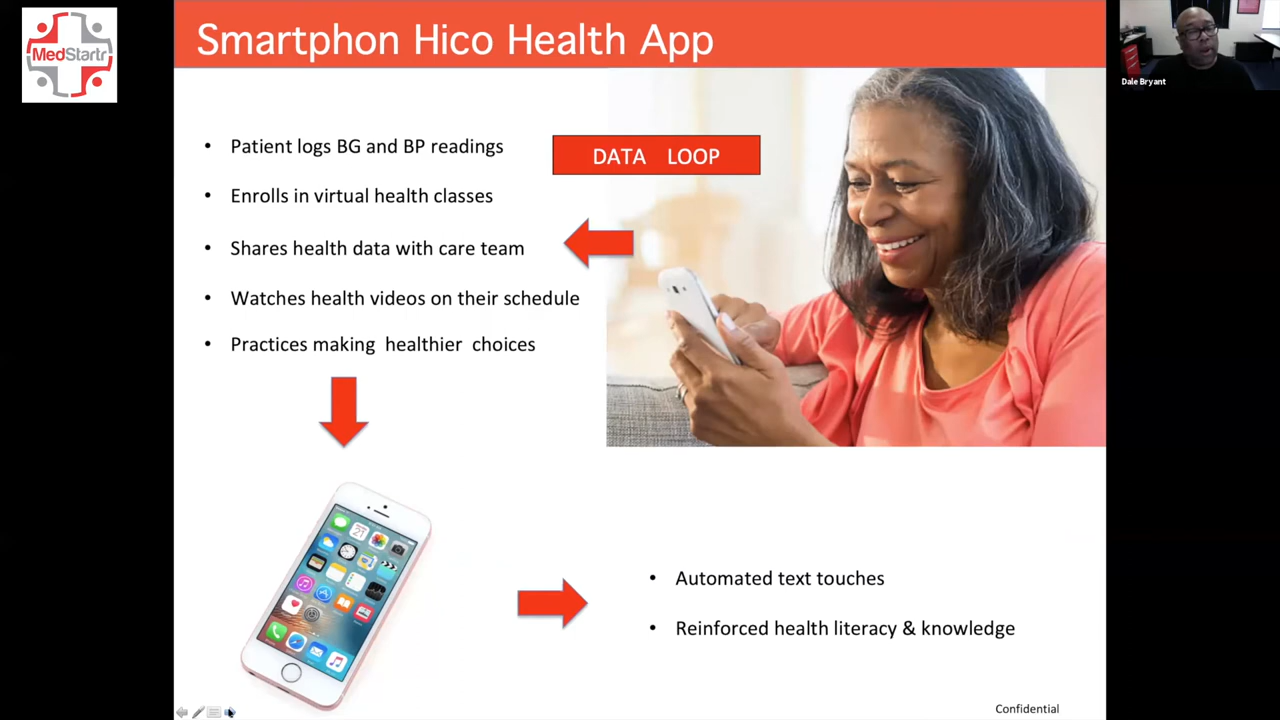 MedStartr
Smartphon Hico Health App
Dale Bryant
• Patient logs BG and BP readings
DATA LOOP
• Enrolls in virtual health classes
• Shares health data with care team
• Watches health videos on their schedule
• Practices making healthier choices
• Automated text touches
• Reinforced health literacy & knowledge
Confidential